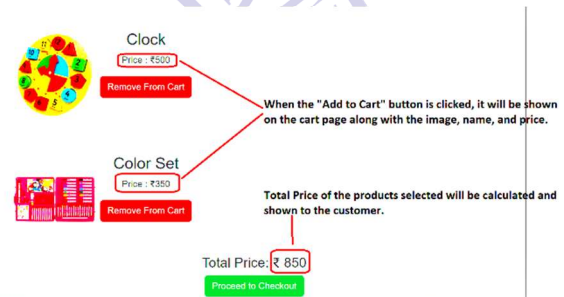 Clock
Price : ₹500
Remove From Cart
When the "Add to Cart" button is clicked, it will be shown
on the cart page along with the image, name, and price.
Color Set
Price : ₹350
Remove From Cart
Total Price of the products selected will be calculated and
shown to the customer.
Total Price: ₹ 850
Proceed to Checkout